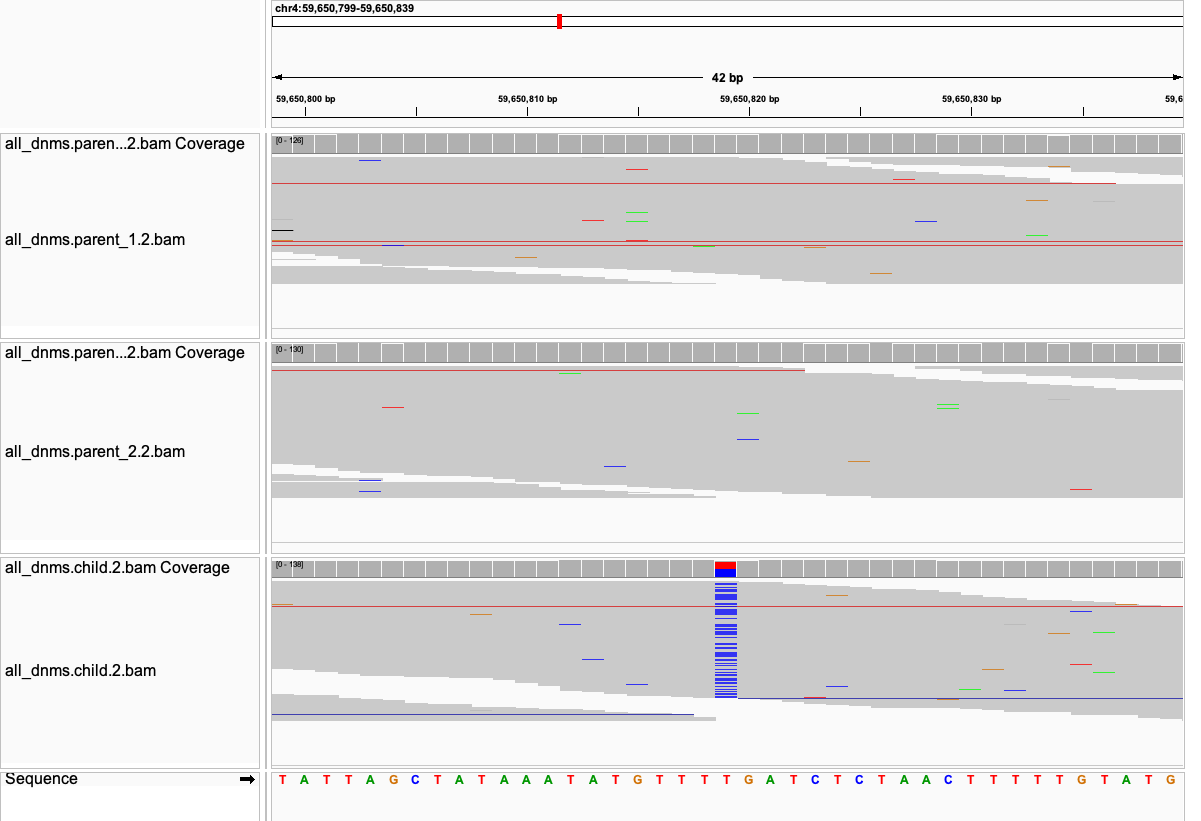 chr4:59,650,799-59,650,839
42 bp
59,650,800 bp 59,650,810 bp 59,650,820 bp 59,650,830 bp 59,6
all_dnms.paren...2.bam Coverage [0 - 126]
all_dnms.parent_1.2.bam
all_dnms.paren...2.bam Coverage [0 - 130]
all_dnms.parent_2.2.bam
all_dnms.child.2.bam Coverage [0 - 138]
all_dnms.child.2.bam
Sequence T A T T A G C T A T A A A T A T G T T T T G A T C T C T A A C T T T T G T A T G